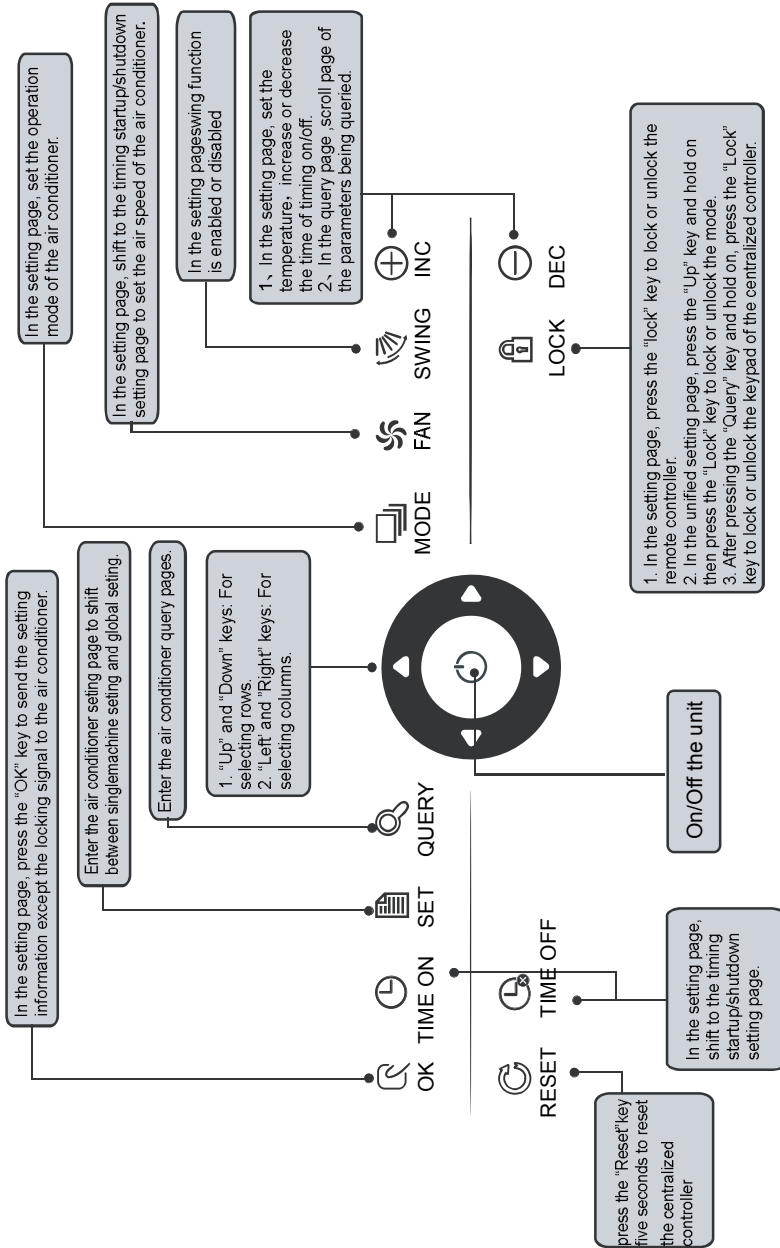 In the setting page, press the “OK” key to send the setting
information except the locking signal to the air conditioner.
Enter the air conditioner seting page to shift
between singlemachine seting and global seting.
Enter the air conditioner query pages.
1. “Up” and “Down” keys: For
selecting rows.
2. “Left’ and ”Right” keys: For
selecting columns.
In the setting page, set the operation
mode of the air conditioner.
In the setting page, shift to the timing startup/shutdown
setting page to set the air speed of the air conditioner.
In the setting pageswing function
is enabled or disabled
1、In the setting page, set the
temperature，increase or decrease
the time of timing on/off.
2、In the query page ,scroll page of
the parameters being queried.
OK
TIME ON
SET
QUERY
MODE
FAN
SWING
INC
RESET
TIME OFF
LOCK
DEC
press the “Reset”key
five seconds to reset
the centralized
controller
In the setting page,
shift to the timing
startup/shutdown
setting page.
On/Off the unit
1. In the setting page, press the “lock” key to lock or unlock the
remote controller.
2. In the unified setting page, press the “Up” key and hold on
then press the “Lock” key to lock or unlock the mode.
3. After pressing the “Query” key and hold on, press the “Lock”
key to lock or unlock the keypad of the centralized controller.